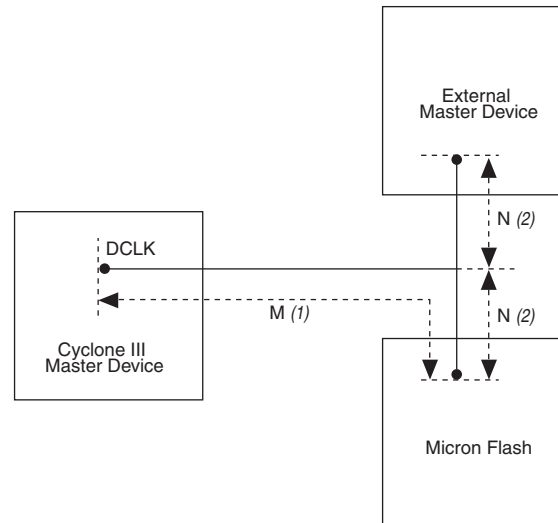 External
Master Device
N (2)
DCLK
M (1)
N (2)
Cyclone III
Master Device
Micron Flash